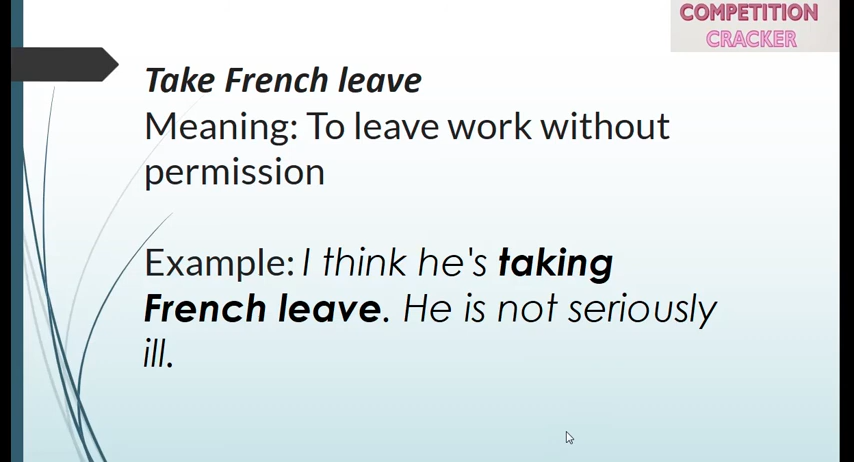 COMPETITION
CRACKER
Take French leave
Meaning: To leave work without
permission
Example: I think he's taking
French leave. He is not seriously
ill.